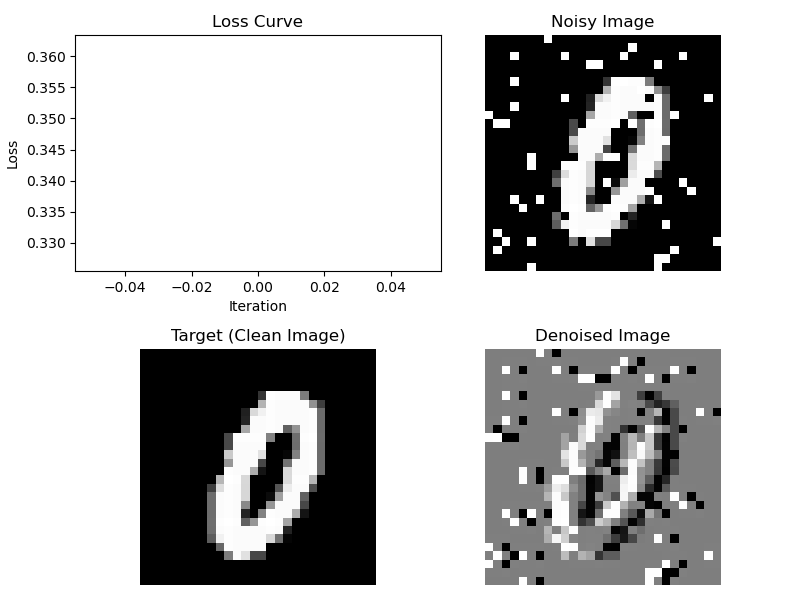 Loss Curve
Noisy Image
0.360
0.355
0.350
0.345
0.340
0.335
0.330
Loss
−0.04 −0.02 0.00 0.02 0.04
Iteration
Target (Clean Image)
Denoised Image
0